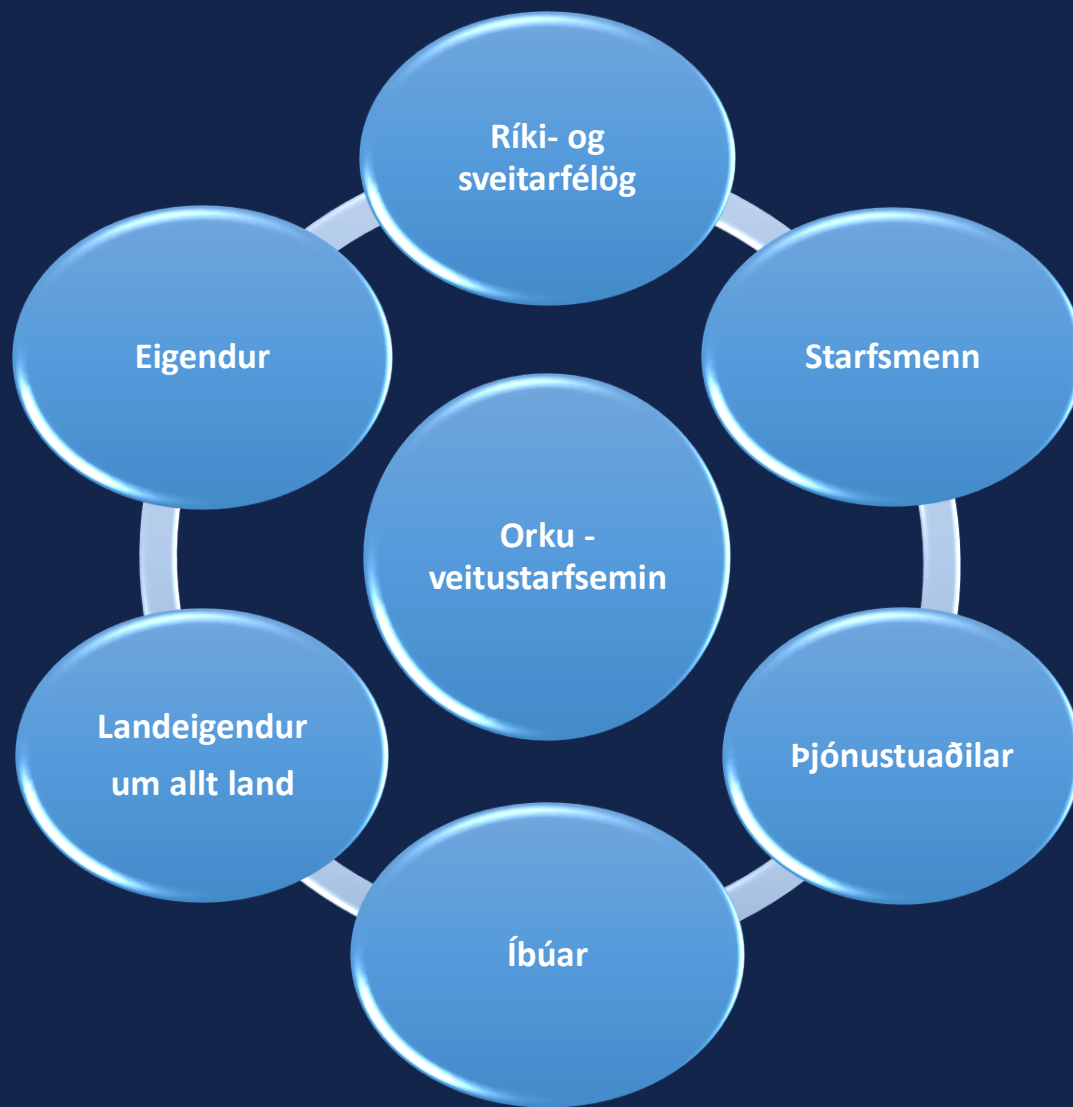 Ríki- og
sveitarfélög
Eigendur
Starfsmenn
Orku -
veitustarfsemin
Landeigendur
um allt land
Þjónustuaðilar
Íbúar